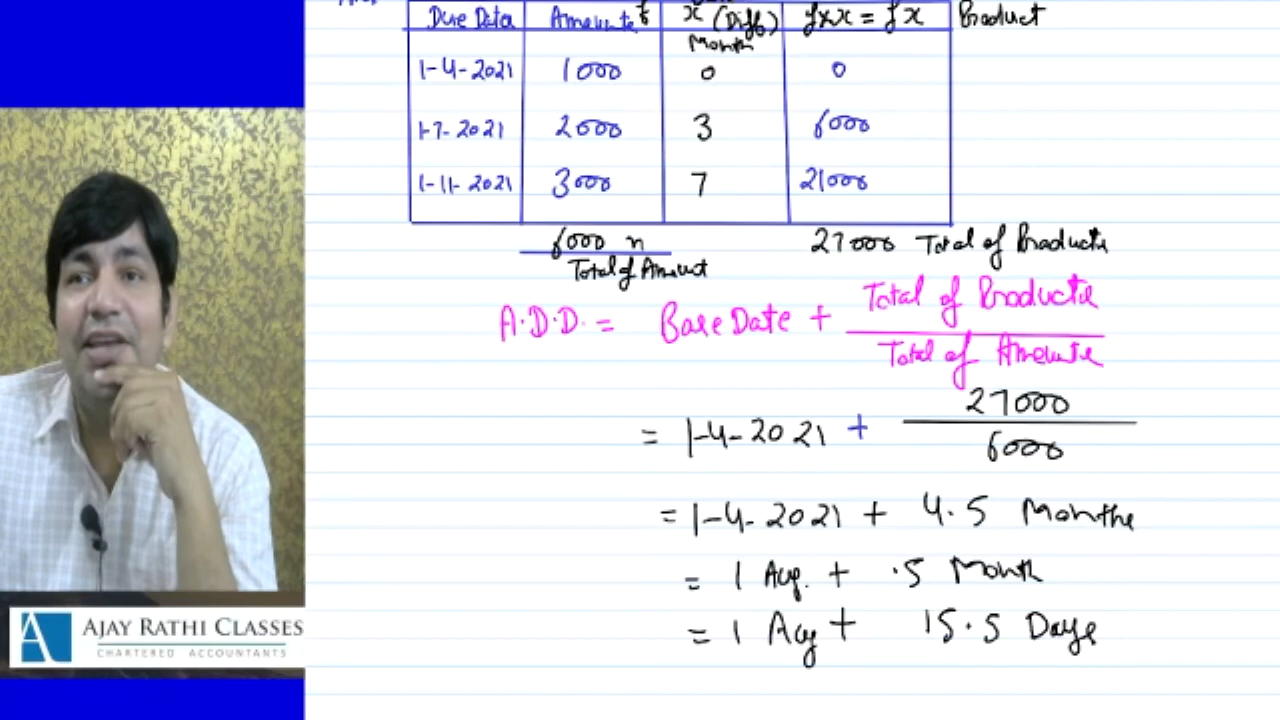 Due Date Amount f x (Diff) Month f x x = f x Product
1-4-2021 1000 0 0
1-7-2021 2000 3 6000
1-11-2021 3000 7 21000
6000 n 27000 Total of Products
Total of Amount
A.D.D. = Base Date + Total of Products
Total of Amounts
= 1-4-2021 + 27000
6000
= 1-4-2021 + 4.5 Months
= 1 Aug. + .5 Month
= 1 Aug + 15.5 Days
AJAY RATHI CLASSES
CHARTERED ACCOUNTANTS